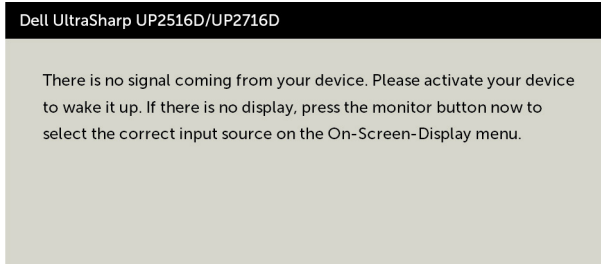 Dell UltraSharp UP2516D/UP2716D
There is no signal coming from your device. Please activate your device
to wake it up. If there is no display, press the monitor button now to
select the correct input source on the On-Screen-Display menu.